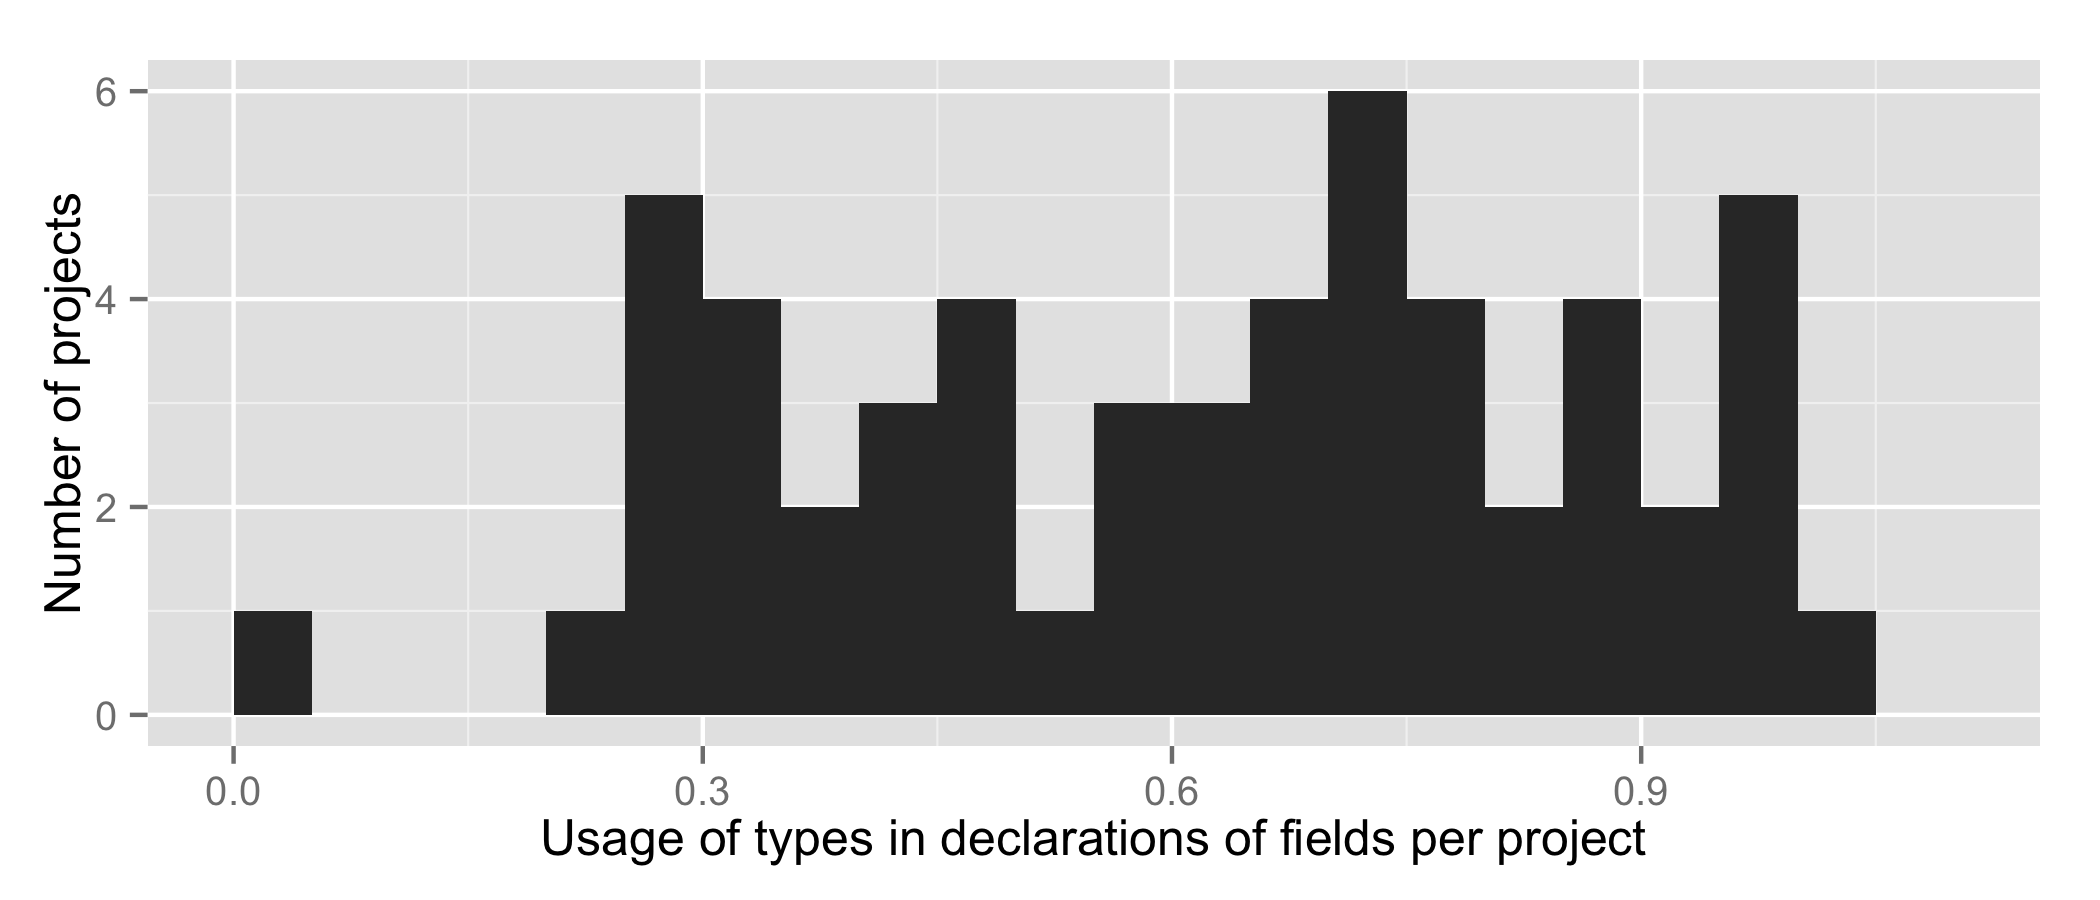 Number of projects
6
4
2
0
0.0 0.3 0.6 0.9
Usage of types in declarations of fields per project